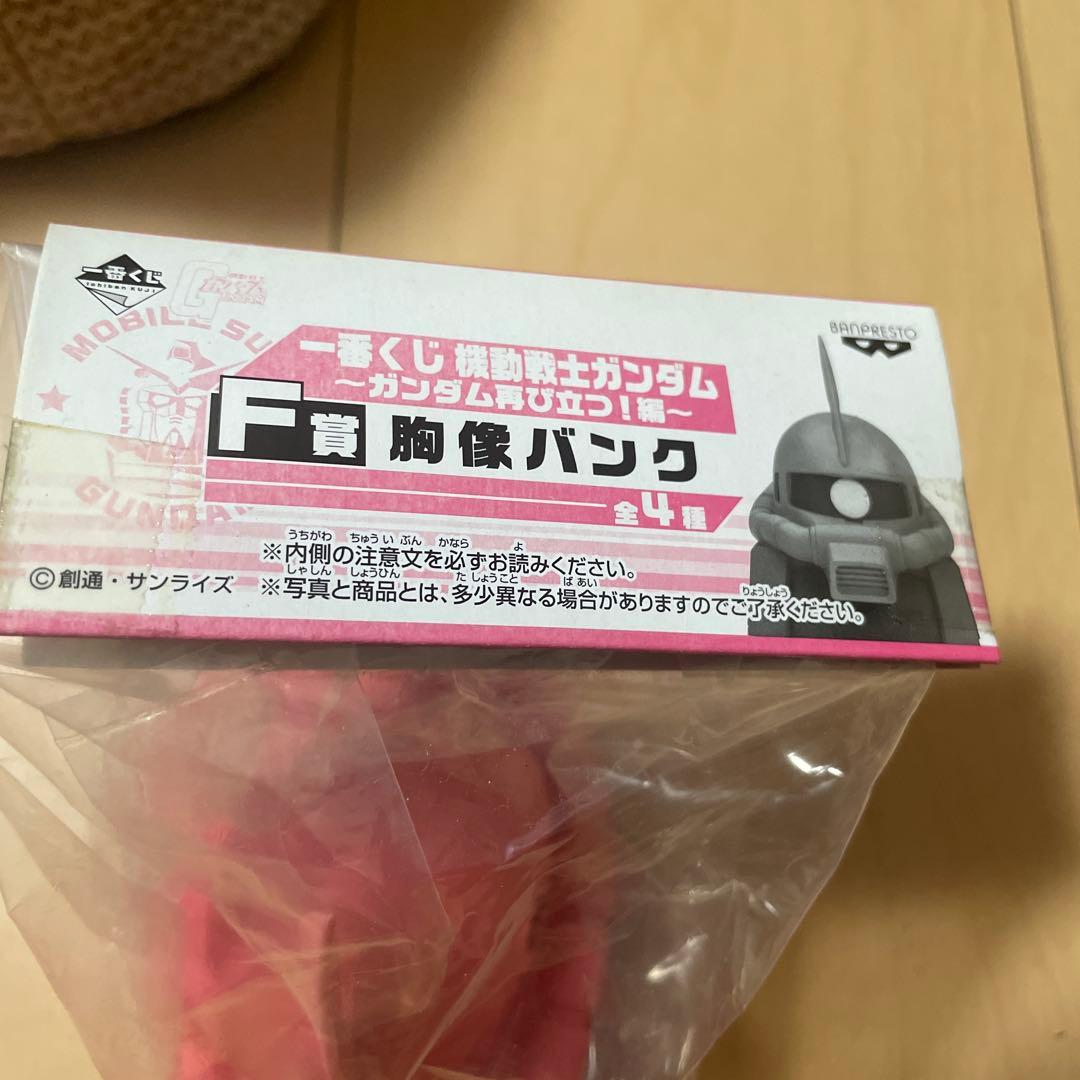 一番くじ
Ichiban KUJI
ガンダム
MOBILE SU
GUNDA
BANPRESTO
一番くじ 機動戦士ガンダム
～ガンダム再び立つ！編～
F賞 胸像バンク
全4種
うちがわ ちゅうい ぶん かなら よ
※内側の注意文を必ずお読みください。
しゃしん しょうひん た しょうこと ば あい りょうしょう
※写真と商品とは、多少異なる場合がありますのでご了承ください。
©創通・サンライズ